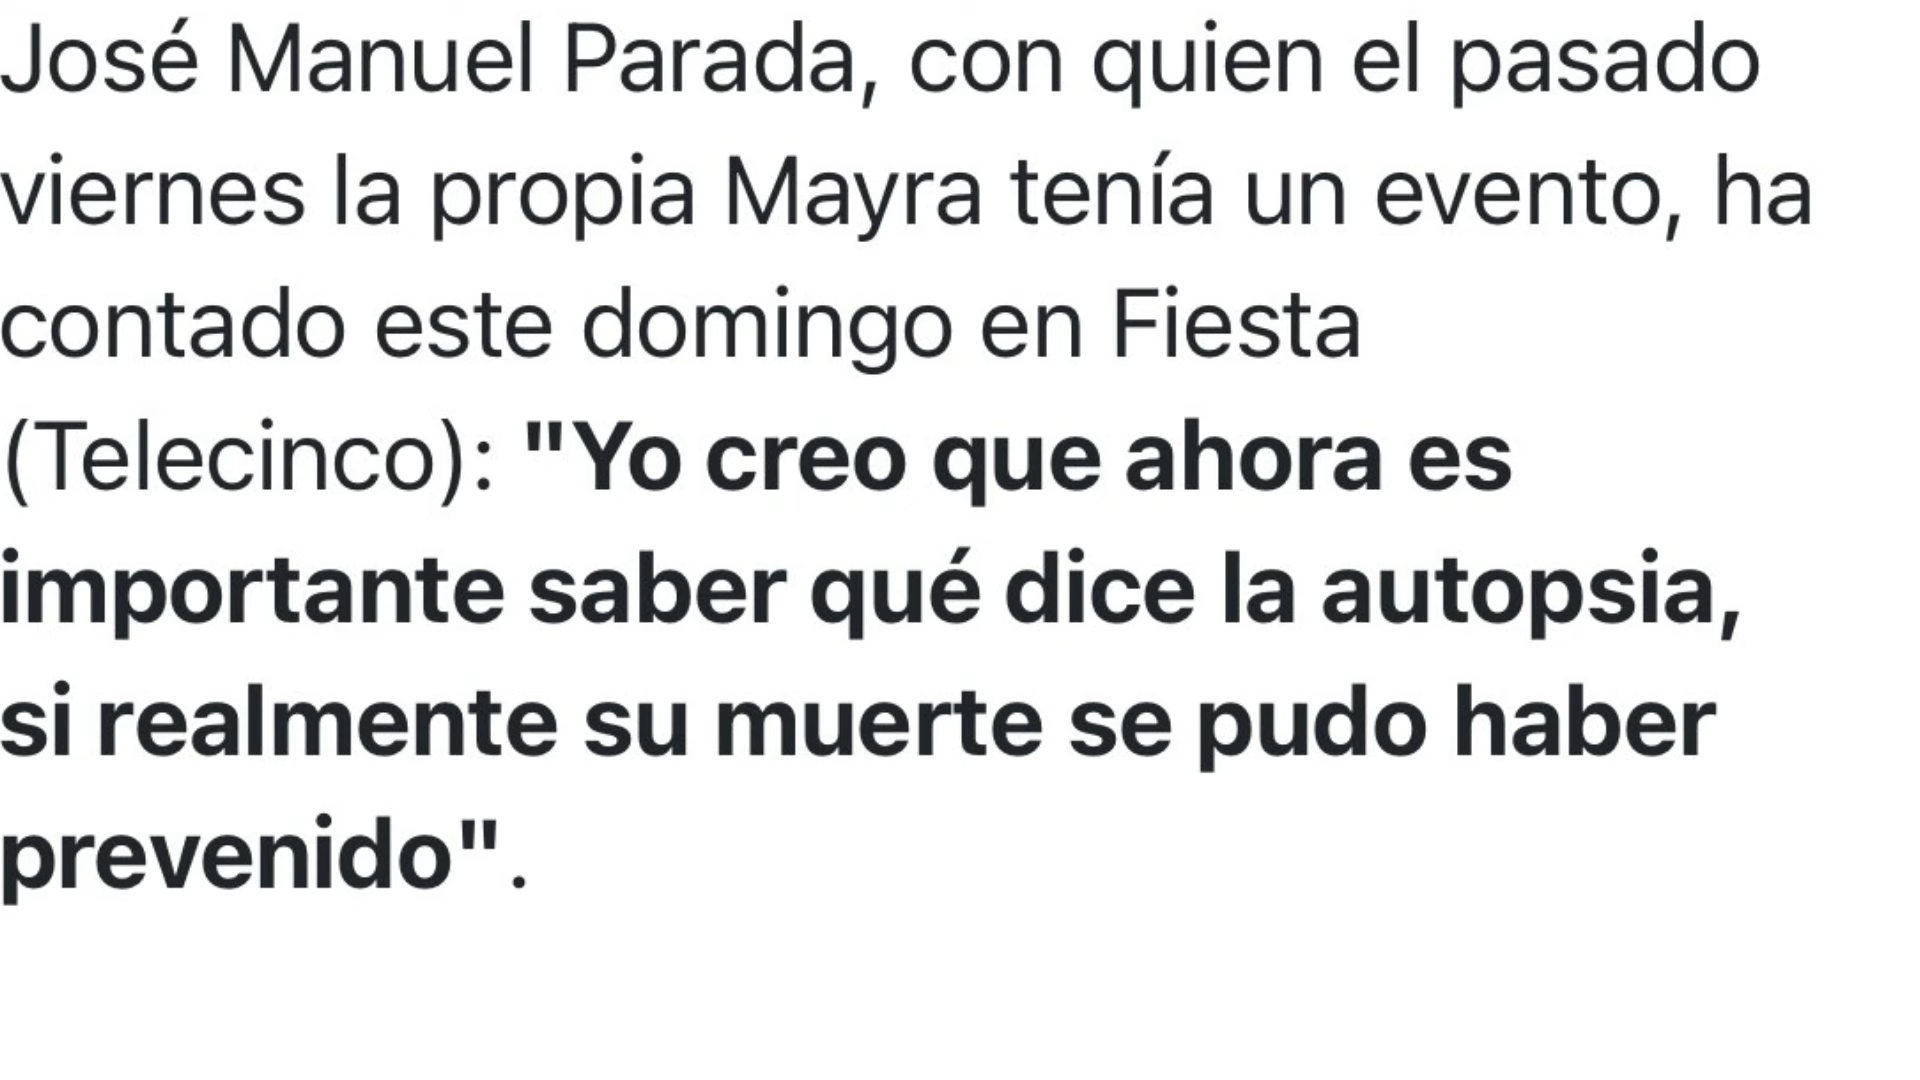 José Manuel Parada, con quien el pasado
viernes la propia Mayra tenía un evento, ha
contado este domingo en Fiesta
(Telecinco): "Yo creo que ahora es
importante saber qué dice la autopsia,
si realmente su muerte se pudo haber
prevenido".